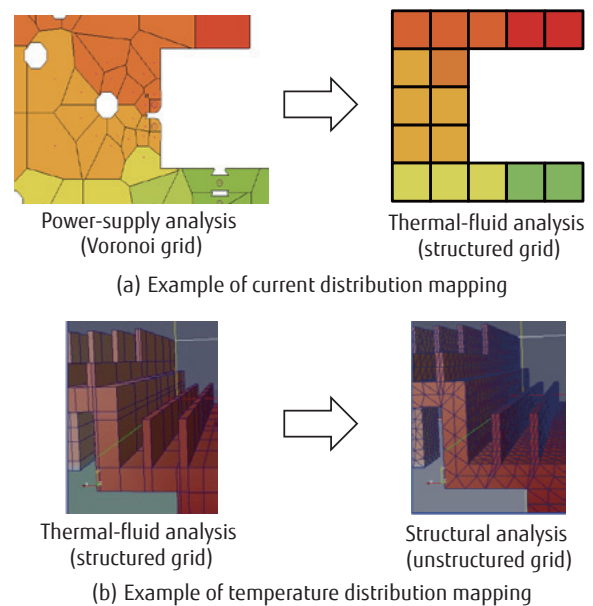 Power-supply analysis
(Voronoi grid)
Thermal-fluid analysis
(structured grid)
(a) Example of current distribution mapping
Thermal-fluid analysis
(structured grid)
Structural analysis
(unstructured grid)
(b) Example of temperature distribution mapping